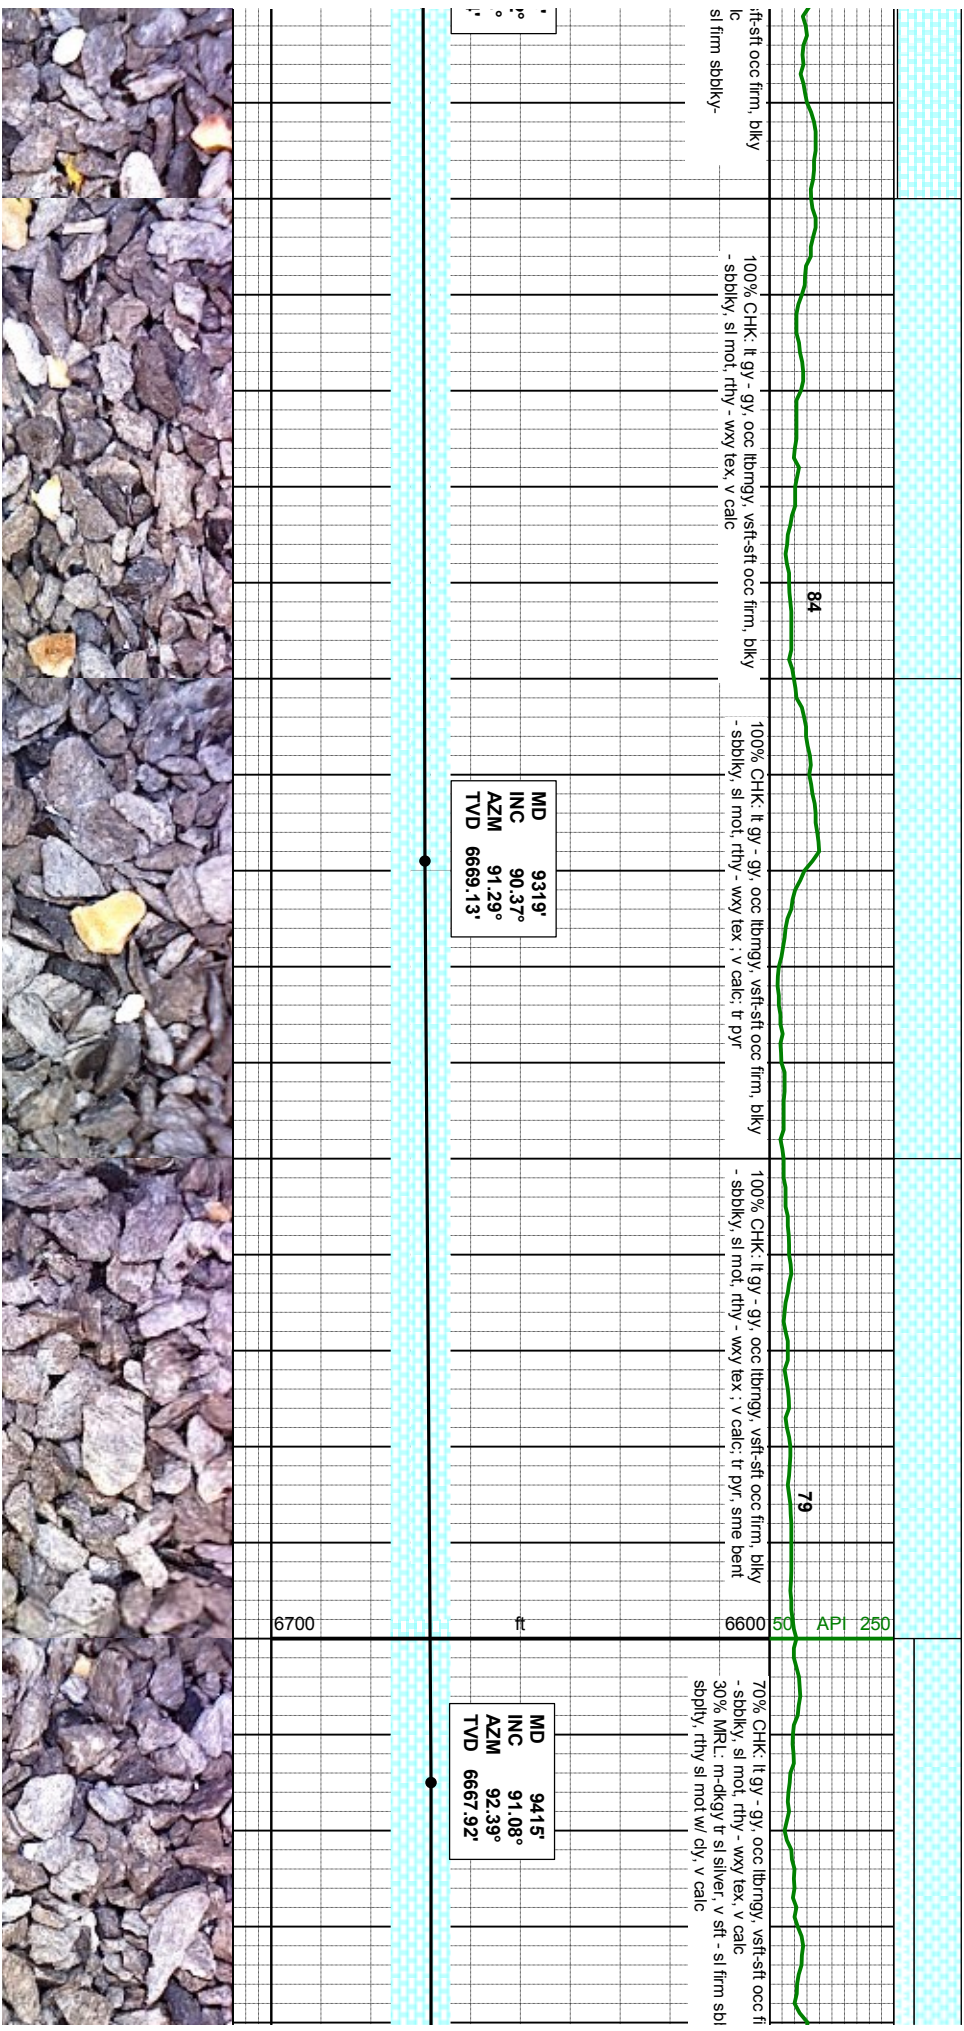 ft-sft occ firm, blky
lc
sl firm sbblky-
100% CHK: lt gy - gy, occ ltbrngy, vsft-sft occ firm, blky
- sbblky, sl mot, rthy - wxy tex, v calc
84
100% CHK: lt gy - gy, occ ltbrngy, vsft-sft occ firm, blky
- sbblky, sl mot, rthy - wxy tex ; v calc; tr pyr
MD 9319'
INC 90.37°
AZM 91.29°
TVD 6669.13'
100% CHK: lt gy - gy, occ ltbrngy, vsft-sft occ firm, blky
- sbblky, sl mot, rthy - wxy tex ; v calc; tr pyr, sme bent
79
6700 ft 6600 50 API 250
70% CHK: lt gy - gy, occ ltbrngy, vsft-sft occ fi
- sbblky, sl mot, rthy - wxy tex, v calc
30% MRL: m-dkgy tr sl silver, v sft - sl firm sbl
sbplty, rthy sl mot w/ cly, v calc
MD 9415'
INC 91.08°
AZM 92.39°
TVD 6667.92'